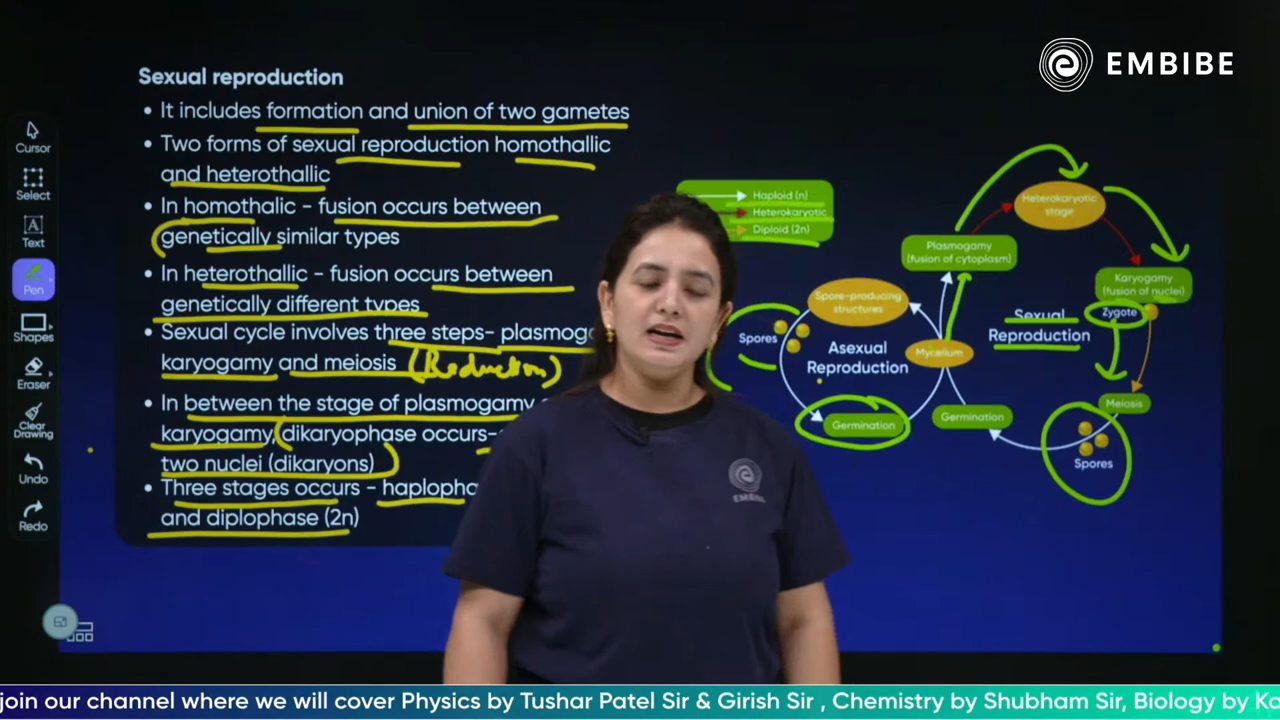 EMBIBE
Sexual reproduction
• It includes formation and union of two gametes
• Two forms of sexual reproduction homothallic
and heterothallic
• In homothalic - fusion occurs between
genetically similar types
• In heterothallic - fusion occurs between
genetically different types
• Sexual cycle involves three steps- plasmog
karyogamy and meiosis (Reduction)
• In between the stage of plasmogamy
karyogamy (dikaryophase occurs-
two nuclei (dikaryons)
• Three stages occurs - haplopha
and diplophase (2n)
Cursor
Select
Text
Pen
Shapes
Eraser
Clear
Drawing
Undo
Redo
Haploid (n)
Heterokaryotic
Diploid (2n)
Heterokaryotic
stage
Plasmogamy
(fusion of cytoplasm)
Karyogamy
(fusion of nuclei)
Zygote
Spore-producing
structures
Spores
Asexual
Reproduction
Mycelium
Sexual
Reproduction
Germination
Germination
Meiosis
Spores
EMBIBE
join our channel where we will cover Physics by Tushar Patel Sir & Girish Sir , Chemistry by Shubham Sir, Biology by